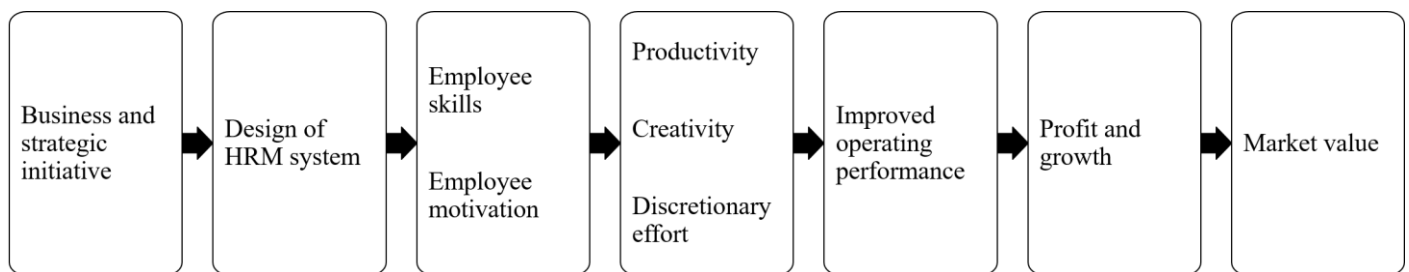 Business and
strategic
initiative
Design of
HRM system
Employee
skills
Employee
motivation
Productivity
Creativity
Discretionary
effort
Improved
operating
performance
Profit and
growth
Market value